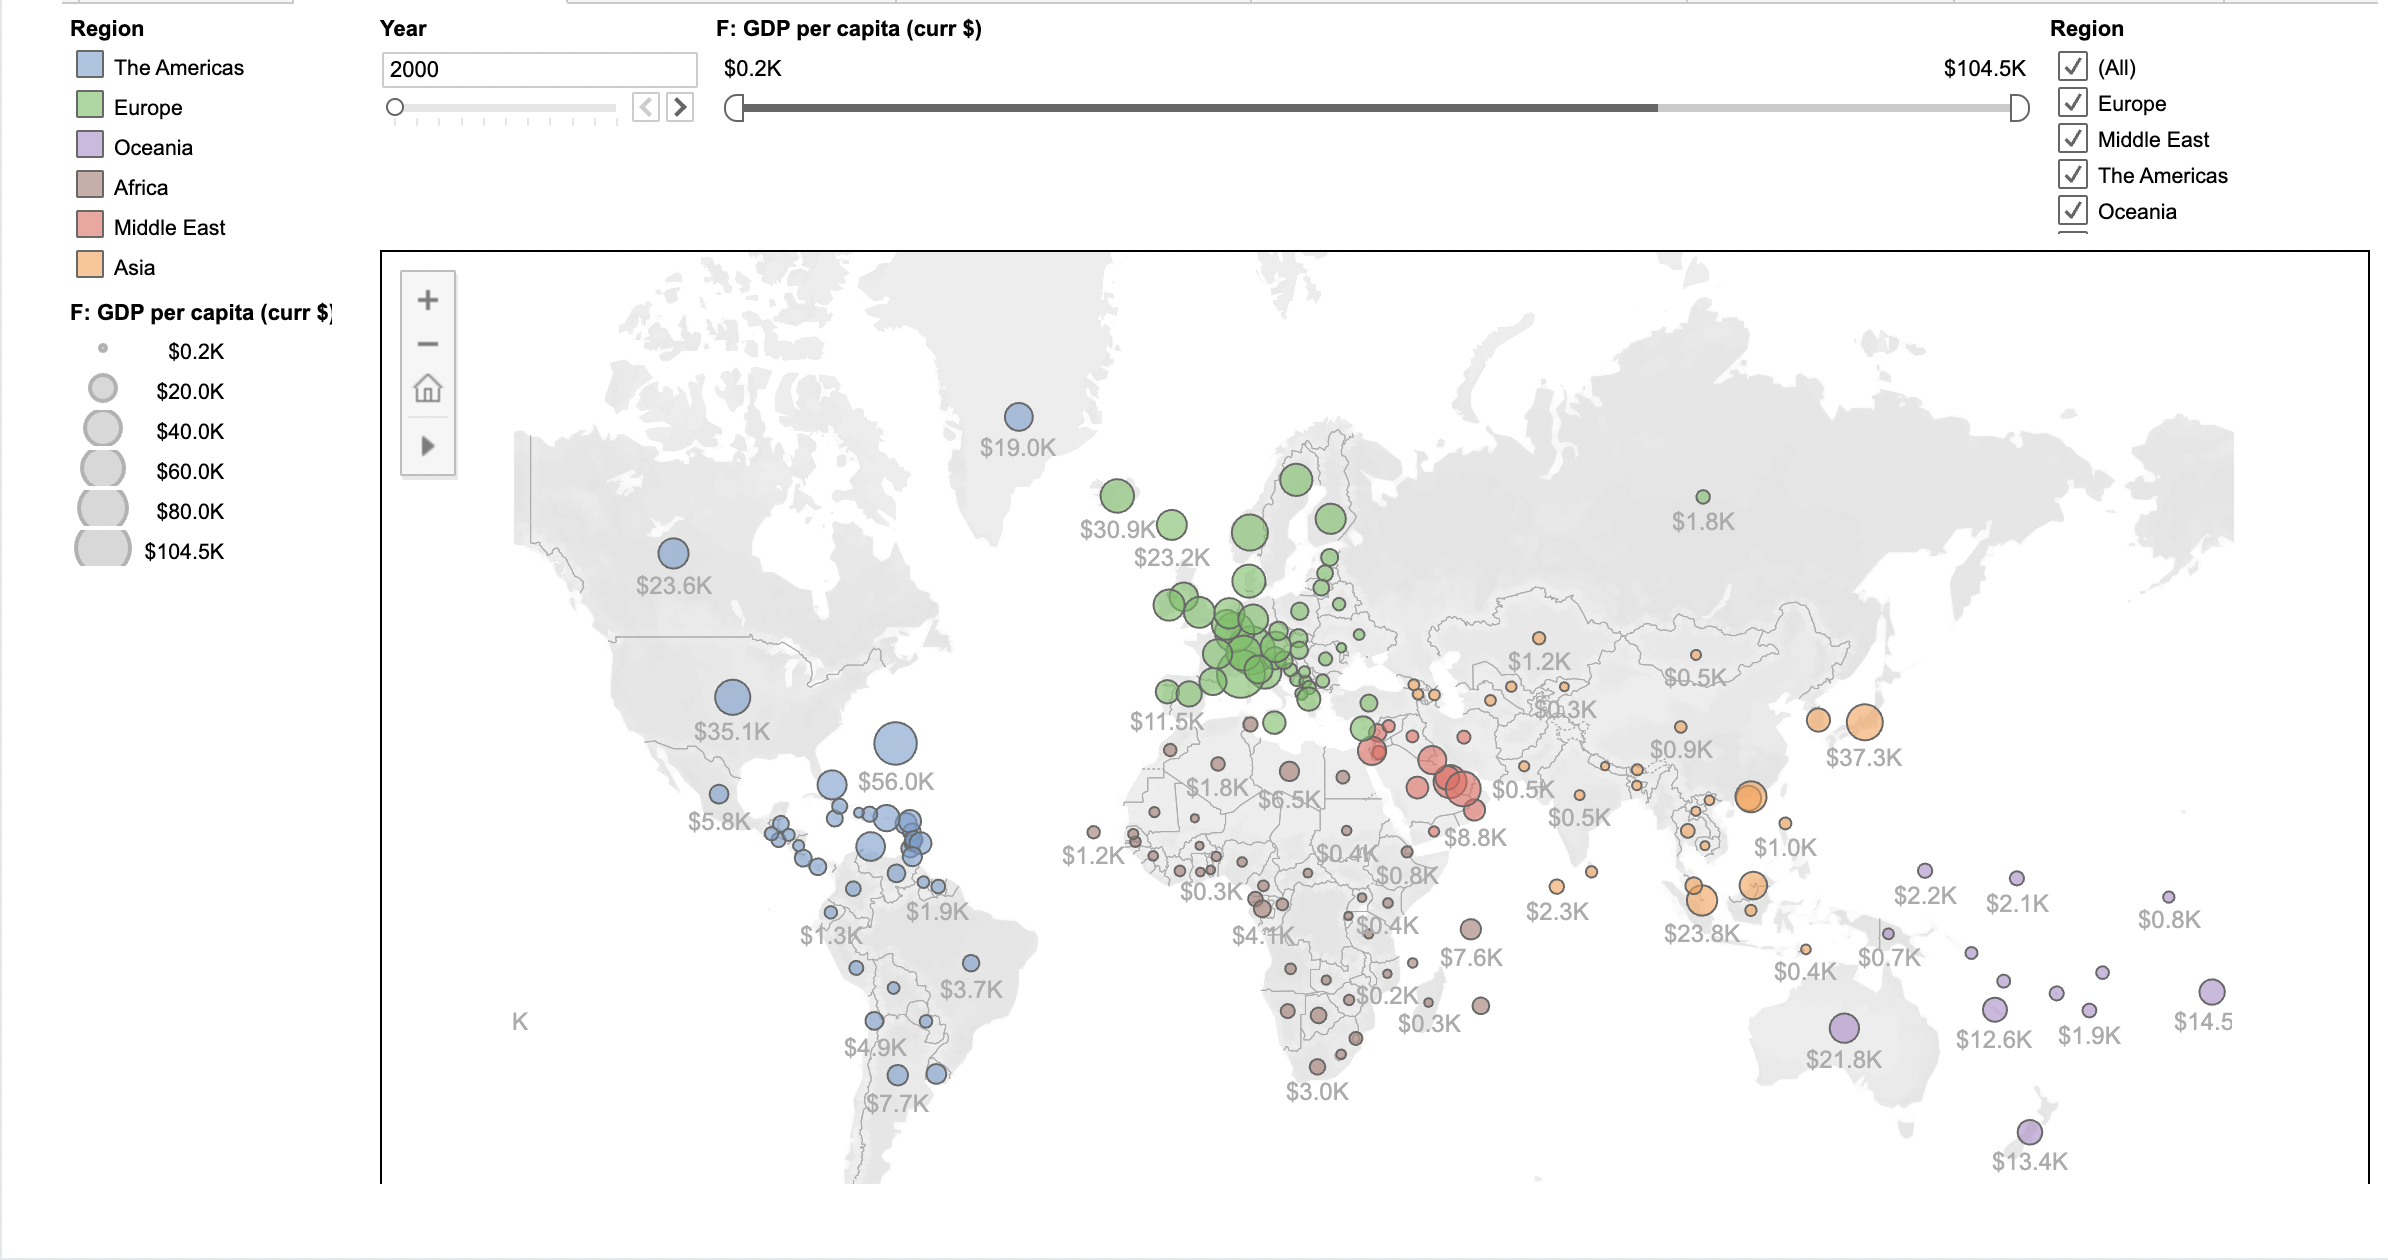 Region
The Americas
Europe
Oceania
Africa
Middle East
Asia
F: GDP per capita (curr $)
$0.2K
$20.0K
$40.0K
$60.0K
$80.0K
$104.5K
Year
2000
F: GDP per capita (curr $)
$0.2K
$104.5K
Region
(All)
Europe
Middle East
The Americas
Oceania
$19.0K
$30.9K
$23.2K
$1.8K
$23.6K
$1.2K
$0.5K
$35.1K
$11.5K
$0.3K
$0.9K
$37.3K
$56.0K
$1.8K
$6.5K
$0.5K
$0.5K
$5.8K
$8.8K
$1.0K
$1.2K
$0.4K
$0.8K
$0.3K
$1.9K
$2.3K
$2.2K
$2.1K
$0.8K
$1.3K
$4.1K
$0.4K
$23.8K
$7.6K
$0.7K
$0.4K
$3.7K
$0.2K
$0.3K
K
$14.5
$4.9K
$12.6K
$1.9K
$21.8K
$3.0K
$7.7K
$13.4K